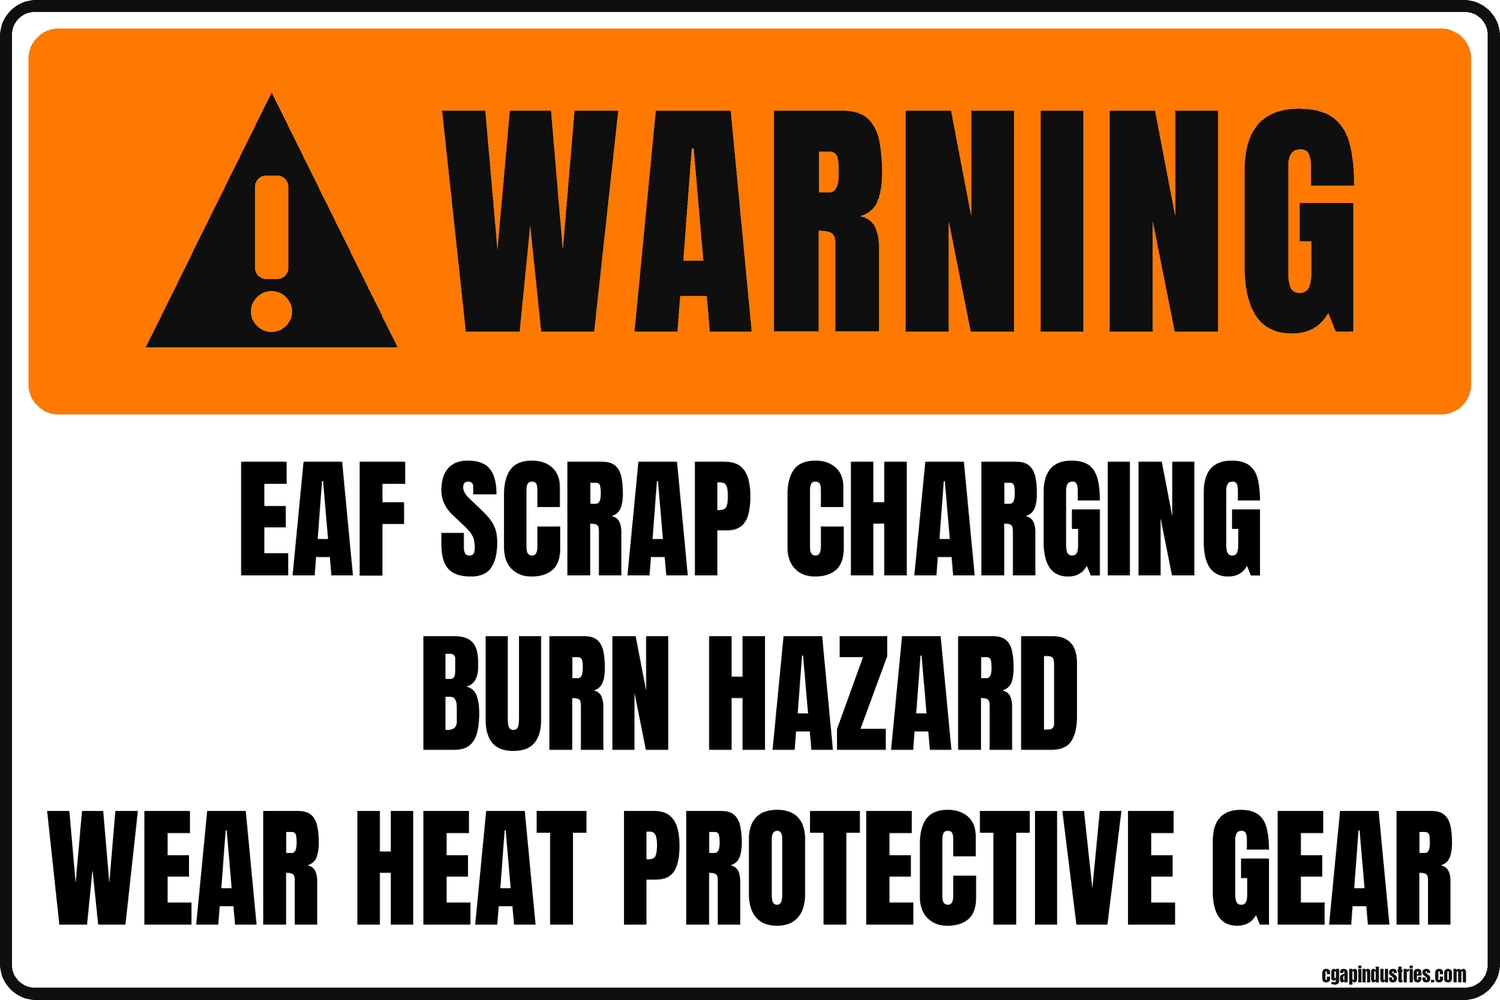 WARNING
EAF SCRAP CHARGING
BURN HAZARD
WEAR HEAT PROTECTIVE GEAR
cgapindustries.com